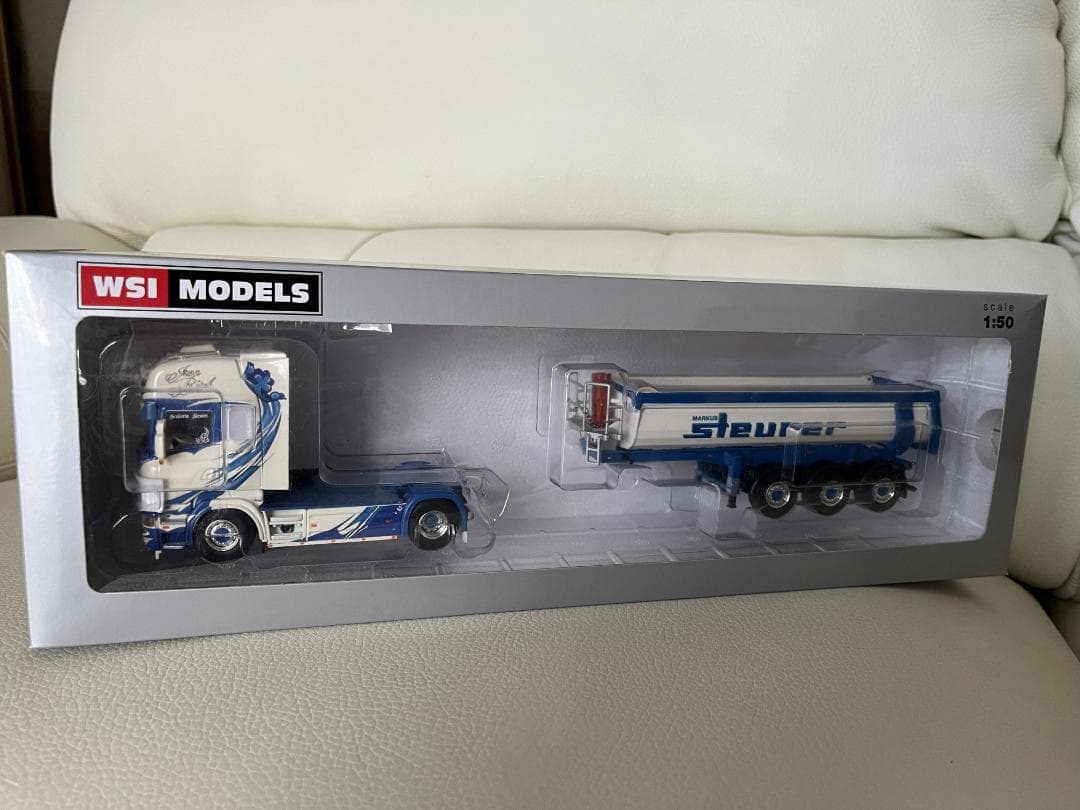 WSI MODELS
scale
1:50
MARKUS
steurer